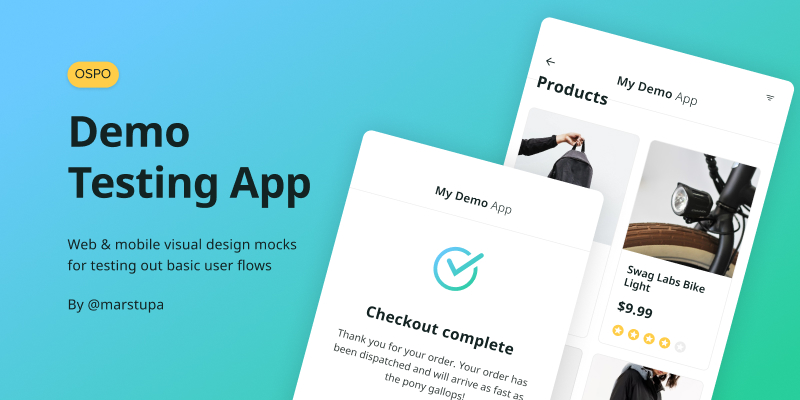 OSPO
Demo
Testing App
Web & mobile visual design mocks
for testing out basic user flows
By @marstupa
My Demo App
Products
Swag Labs Bike
Light
$9.99
My Demo App
Checkout complete
Thank you for your order. Your order has
been dispatched and will arrive as fast as
the pony gallops!